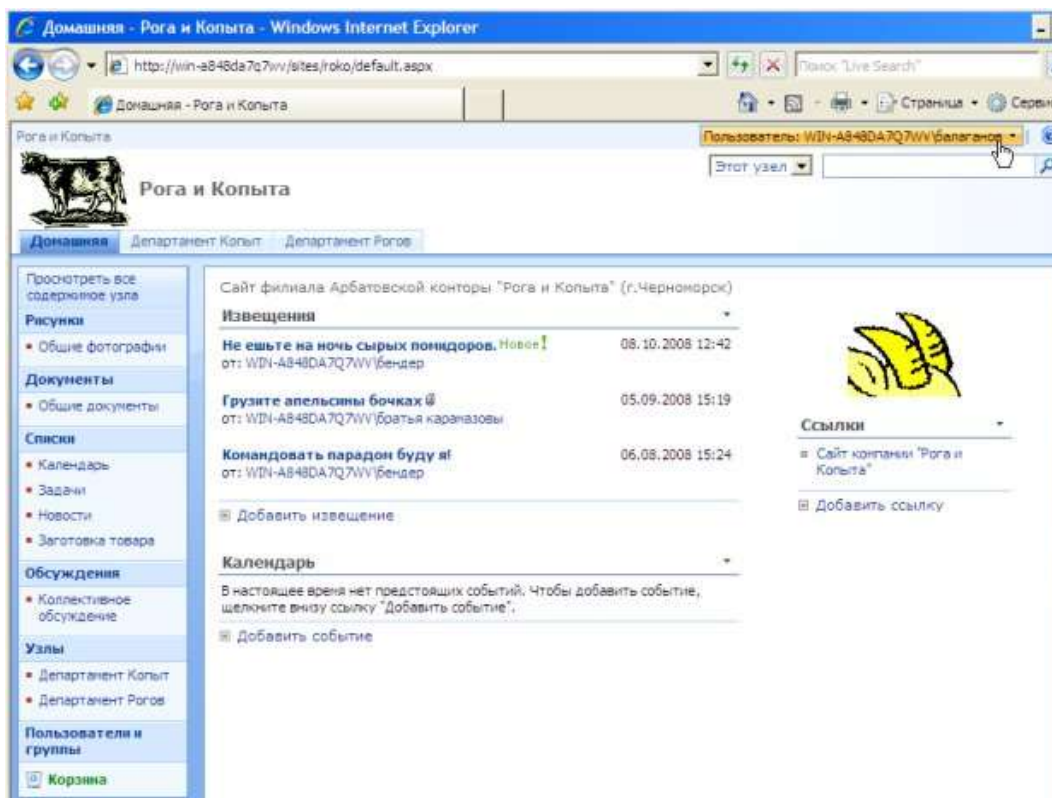 Домашняя - Рога и Копыта - Windows Internet Explorer
http://win-a848da7q7wv/sites/roko/default.aspx
Поиск "Live Search"
Домашняя - Рога и Копыта
Страница
Серви
Рога и Копыта
Пользователь: WIN-A848DA7Q7WV\балаганов
Этот узел
Рога и Копыта
Домашняя
Департамент Копыт
Департамент Рогов
Просмотреть все
содержимое узла
Рисунки
Общие фотографии
Документы
Общие документы
Списки
Календарь
Задачи
Новости
Заготовка товара
Обсуждения
Коллективное
обсуждение
Узлы
Департамент Копыт
Департамент Рогов
Пользователи и
группы
Корзина
Сайт филиала Арбатовской конторы "Рога и Копыта" (г.Черноморск)
Извещения
Не ешьте на ночь сырых помидоров. Новое! 08.10.2008 12:42
от: WIN-A848DA7Q7WV\бендер
Грузите апельсины бочках 05.09.2008 15:19
от: WIN-A848DA7Q7WV\братья карамазовы
Командовать парадом буду я! 06.08.2008 15:24
от: WIN-A848DA7Q7WV\бендер
Добавить извещение
Календарь
В настоящее время нет предстоящих событий. Чтобы добавить событие,
щелкните внизу ссылку "Добавить событие".
Добавить событие
Ссылки
Сайт компании "Рога и
Копыта"
Добавить ссылку